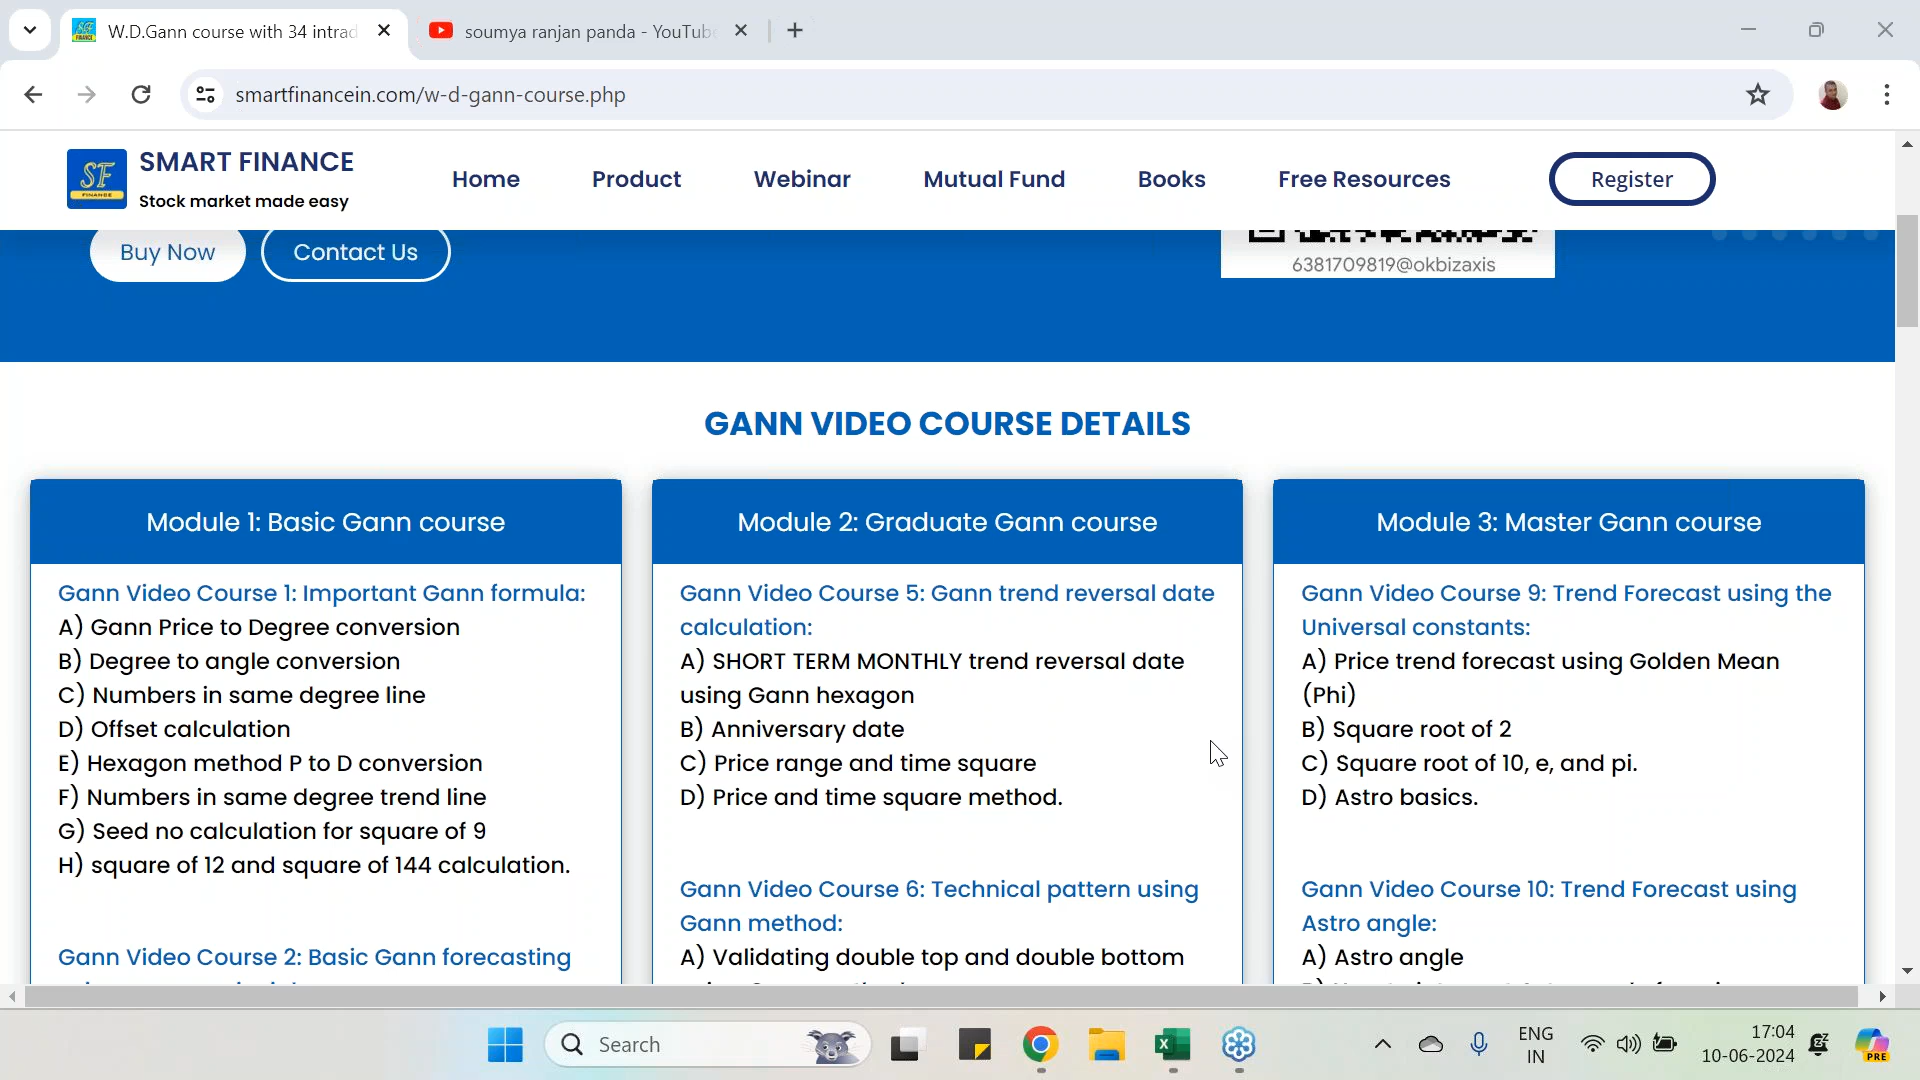 W.D.Gann course with 34 intrad
soumya ranjan panda - YouTube
smartfinancein.com/w-d-gann-course.php
SF
FINANCE
SMART FINANCE
Stock market made easy
Home
Product
Webinar
Mutual Fund
Books
Free Resources
Register
Buy Now
Contact Us
6381709819@okbizaxis
GANN VIDEO COURSE DETAILS
Module 1: Basic Gann course
Gann Video Course 1: Important Gann formula:
A) Gann Price to Degree conversion
B) Degree to angle conversion
C) Numbers in same degree line
D) Offset calculation
E) Hexagon method P to D conversion
F) Numbers in same degree trend line
G) Seed no calculation for square of 9
H) square of 12 and square of 144 calculation.
Gann Video Course 2: Basic Gann forecasting
Module 2: Graduate Gann course
Gann Video Course 5: Gann trend reversal date
calculation:
A) SHORT TERM MONTHLY trend reversal date
using Gann hexagon
B) Anniversary date
C) Price range and time square
D) Price and time square method.
Gann Video Course 6: Technical pattern using
Gann method:
A) Validating double top and double bottom
Module 3: Master Gann course
Gann Video Course 9: Trend Forecast using the
Universal constants:
A) Price trend forecast using Golden Mean
(Phi)
B) Square root of 2
C) Square root of 10, e, and pi.
D) Astro basics.
Gann Video Course 10: Trend Forecast using
Astro angle:
A) Astro angle
Search
ENG
IN
17:04
10-06-2024
PRE